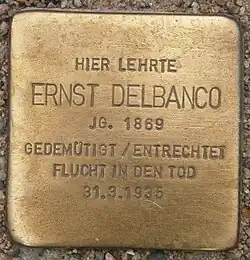 HIER LEHRTE
ERNST DELBANCO
JG. 1869
GEDEMÜTIGT / ENTRECHTET
FLUCHT IN DEN TOD
31.3.1935